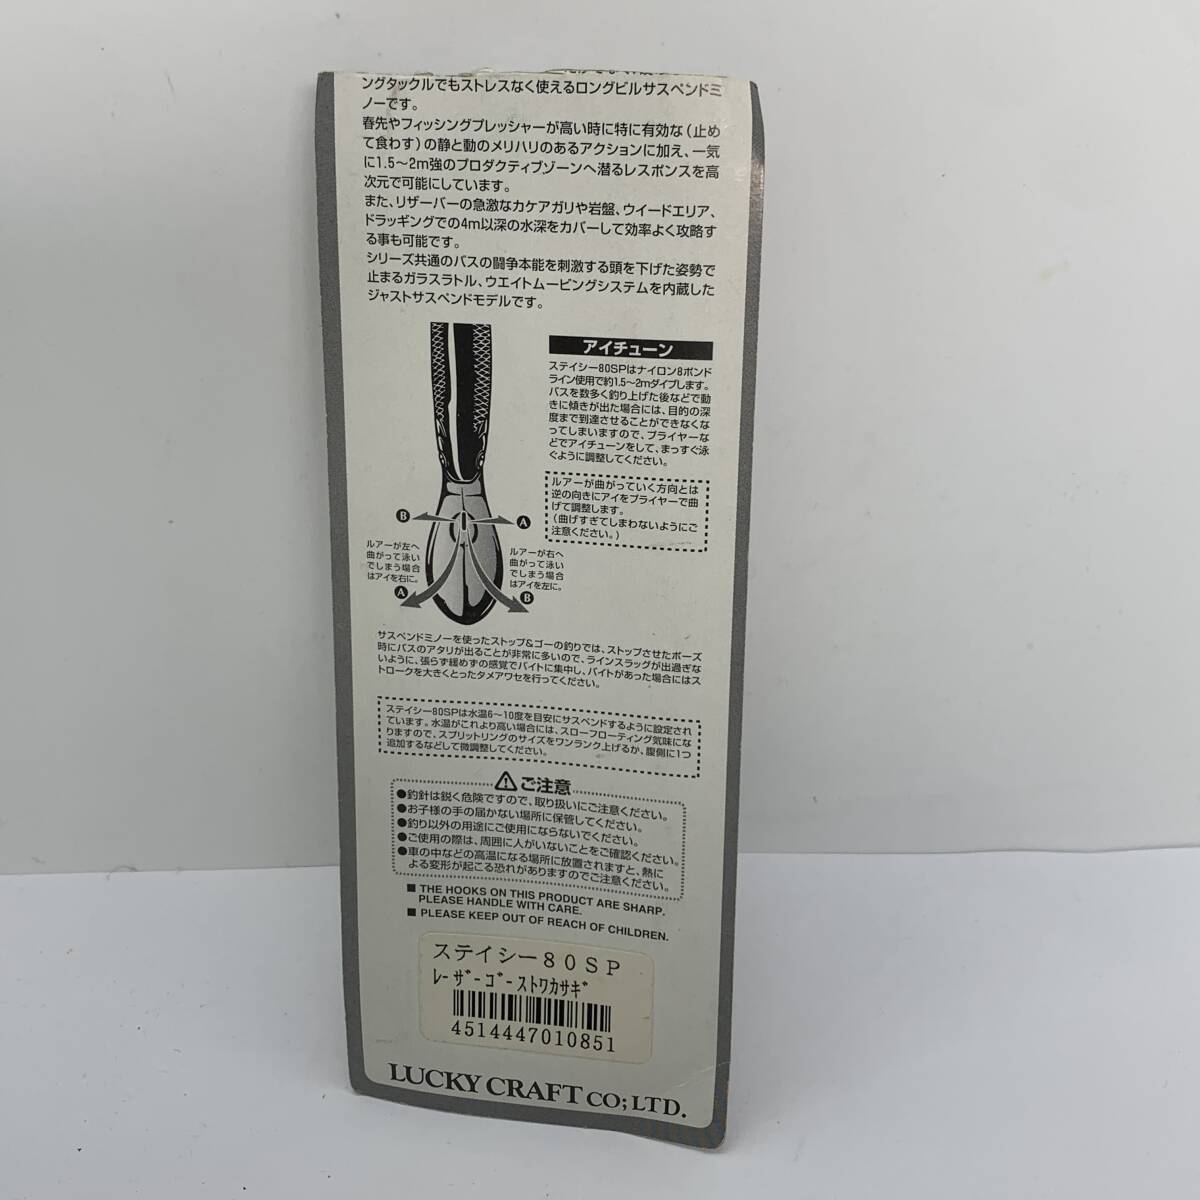 ングタックルでもストレスなく使えるロングビルサスペンドミ
ノーです。
春先やフィッシングプレッシャーが高い時に特に有効な(止め
て食わす)の静と動のメリハリのあるアクションに加え、一気
に1.5〜2m強のプロダクティブゾーンへ潜るレスポンスを高
次元で可能にしています。
また、リザーバーの急激なカケアガリや岩盤、ウイードエリア、
ドラッギングでの4m以深の水深をカバーして効率よく攻略す
る事も可能です。
シリーズ共通のバスの闘争本能を刺激する頭を下げた姿勢で
止まるガラスラトル、ウエイトムービングシステムを内蔵した
ジャストサスペンドモデルです。
アイチューン
ステイシー80SPはナイロン8ポンド
ライン使用で約1.5〜2mダイブします。
バスを数多く釣り上げた後などで動
きに傾きが出た場合には、目的の深
度まで到達させることができなくな
ってしまいますので、プライヤーな
どでアイチューンをして、まっすぐ泳
ぐように調整してください。
ルアーが曲がっていく方向とは
逆の向きにアイをプライヤーで曲
げて調整します。
(曲げすぎてしまわないようにご
注意ください。)
B
A
ルアーが左へ
曲がって泳い
でしまう場合
はアイを右に。
A
ルアーが右へ
曲がって泳い
でしまう場合
はアイを左に。
B
サスペンドミノーを使ったストップ&ゴーの釣りでは、ストップさせたポーズ
時にバスのアタリが出ることが非常に多いので、ラインスラッグが出過ぎな
いように、張らず緩めずの感覚でバイトに集中し、バイトがあった場合にはス
トロークを大きくとったタメアワセを行ってください。
ステイシー80SPは水温6〜10度を目安にサスペンドするように設定され
ています。水温がこれより高い場合には、スローフローティング気味にな
りますので、スプリットリングのサイズをワンランク上げるか、腹側に1つ
追加するなどして微調整してください。
ご注意
●釣針は鋭く危険ですので、取り扱いにご注意ください。
●お子様の手の届かない場所に保管してください。
●釣り以外の用途にご使用にならないでください。
●ご使用の際は、周囲に人がいないことをご確認ください。
●車の中などの高温になる場所に放置されますと、熱に
よる変形が起こる恐れがありますのでご注意ください。
■ THE HOOKS ON THIS PRODUCT ARE SHARP.
PLEASE HANDLE WITH CARE.
■ PLEASE KEEP OUT OF REACH OF CHILDREN.
ステイシー80SP
ﾚｰｻﾞｰｺﾞｰｽﾄﾜｶｻｷﾞ
4514447010851
LUCKY CRAFT CO;LTD.